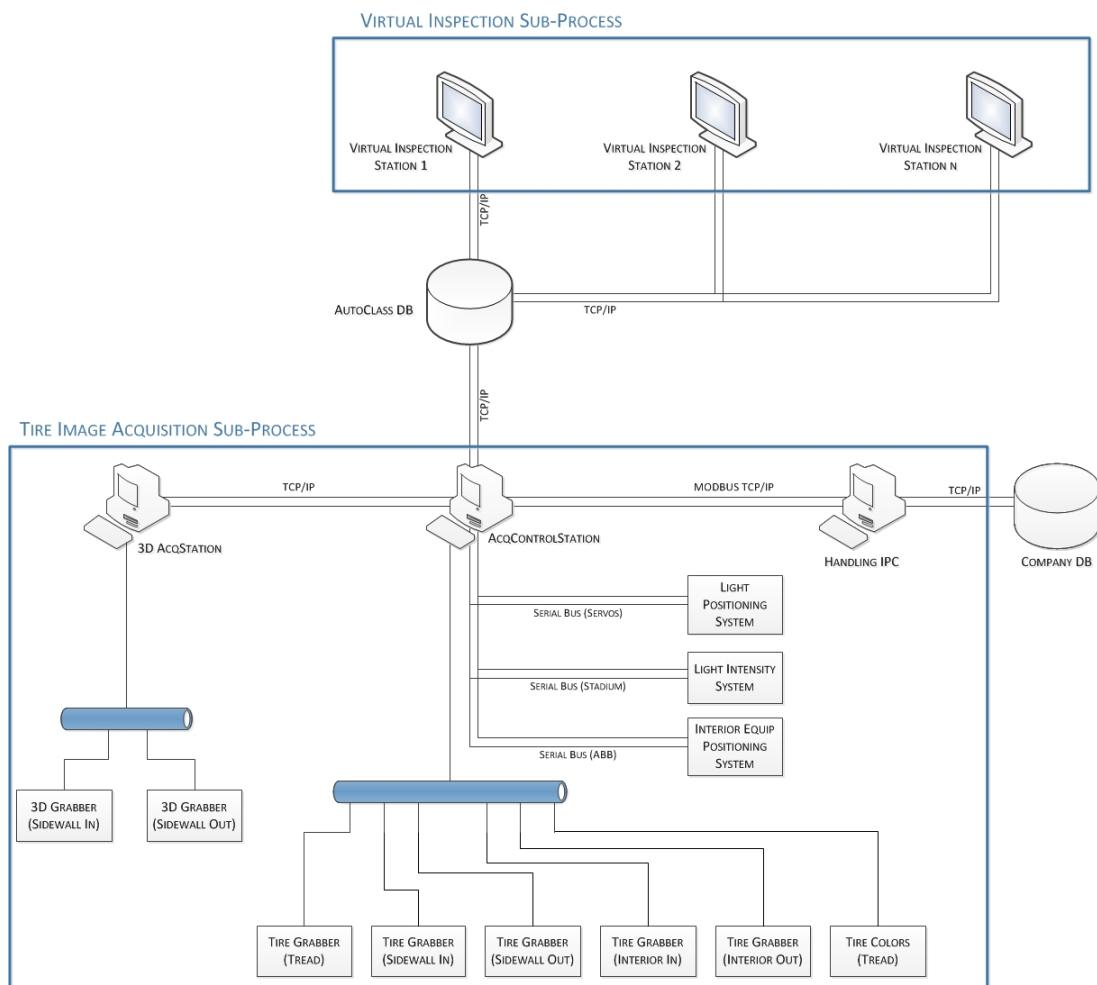 Virtual Inspection Sub-Process
Virtual Inspection
Station 1
Virtual Inspection
Station 2
Virtual Inspection
Station n
TCP/IP
AutoClass DB
TCP/IP
TCP/IP
Tire Image Acquisition Sub-Process
TCP/IP
MODBUS TCP/IP
TCP/IP
3D AcqStation
AcqControlStation
Handling IPC
Company DB
Light
Positioning
System
Serial Bus (Servos)
Light Intensity
System
Serial Bus (Stadium)
Interior Equip
Positioning
System
Serial Bus (ABB)
3D Grabber
(Sidewall In)
3D Grabber
(Sidewall Out)
Tire Grabber
(Tread)
Tire Grabber
(Sidewall In)
Tire Grabber
(Sidewall Out)
Tire Grabber
(Interior In)
Tire Grabber
(Interior Out)
Tire Colors
(Tread)